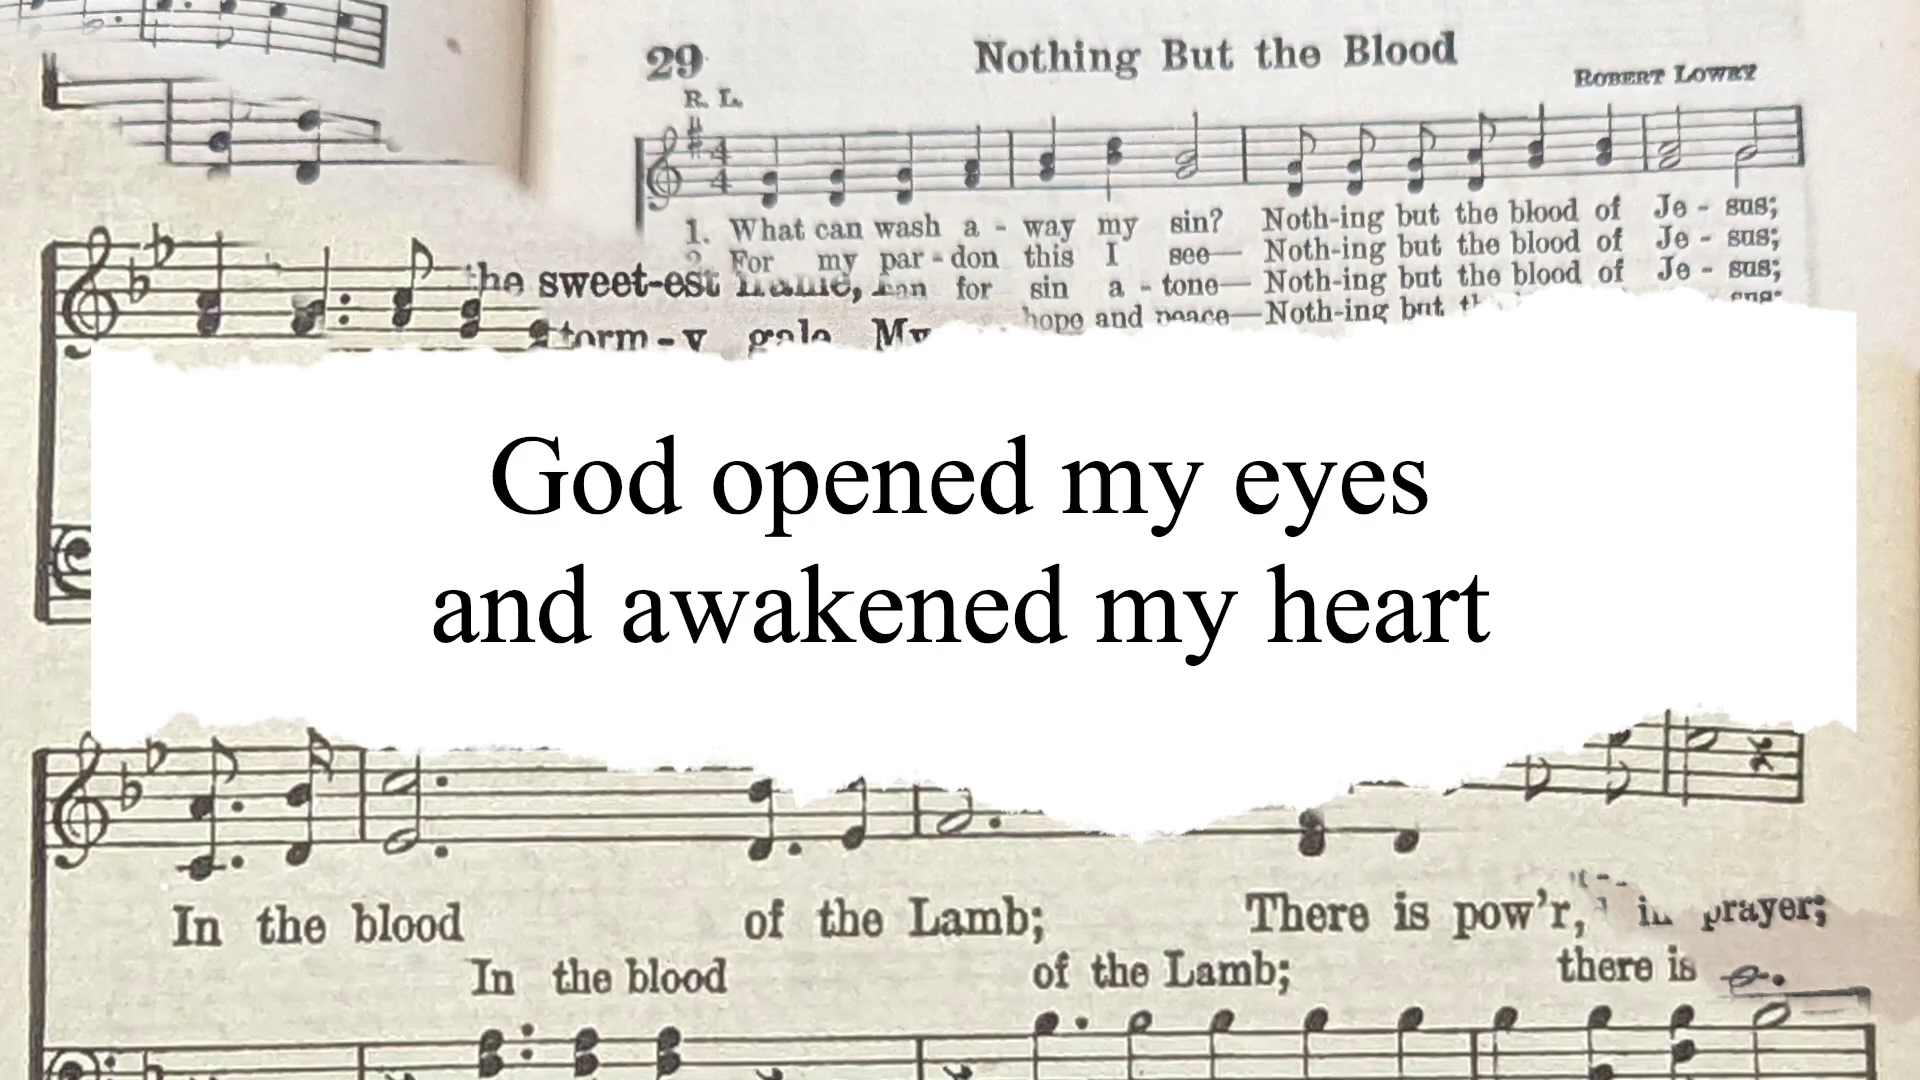 29
Nothing But the Blood
ROBERT LOWRY
R. L.
1. What can wash a - way my sin? Noth-ing but the blood of Je - sus;
For my par - don this I see— Noth-ing but the blood of Je - sus;
the sweet-est for sin a - tone— Noth-ing but the blood of Je - sus;
hope and peace—Noth-ing but
My
God opened my eyes
and awakened my heart
In the blood of the Lamb; There is pow'r, prayer;
In the blood of the Lamb; there is